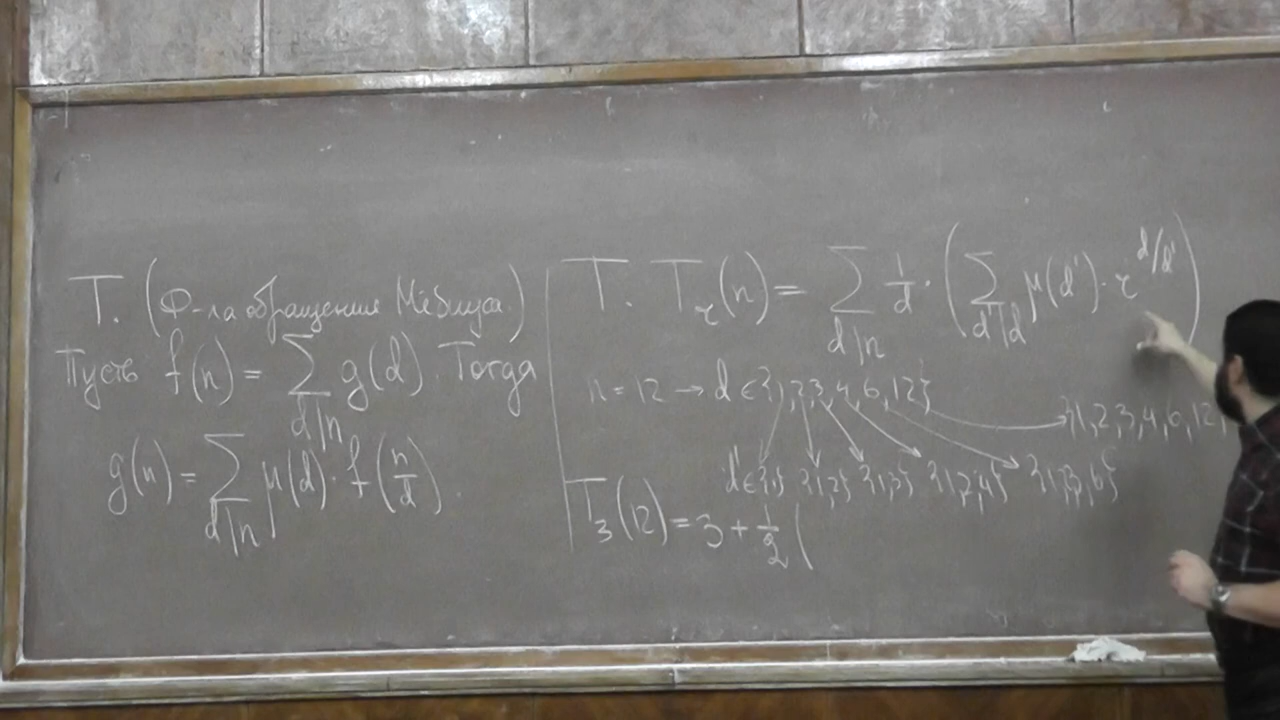 Т. (Ф-ла обращения Мёбиуса.)
Пусть f(n) = ∑_{d|n} g(d). Тогда
g(n) = ∑_{d|n} μ(d) · f(n/d).
Т. T_r(n) = ∑_{d|n} 1/d · (∑_{d'|d} μ(d') · r^{d/d'})
n = 12 → d ∈ {1, 2, 3, 4, 6, 12}
{1, 2, 3, 4, 6, 12
d' ∈ {1} {1,2} {1,3} {1,2,4} {1,2,3,6}
T_3(12) = 3 + 1/2 (